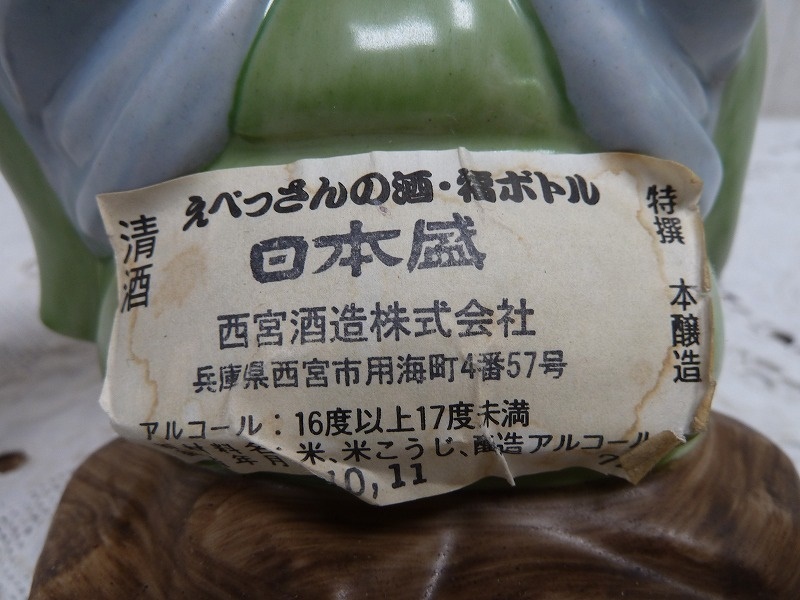 えべっさんの酒・福ボトル
清酒
日本盛
特撰 本醸造
西宮酒造株式会社
兵庫県西宮市用海町4番57号
アルコール：16度以上17度未満
米、米こうじ、醸造アルコール
10,11